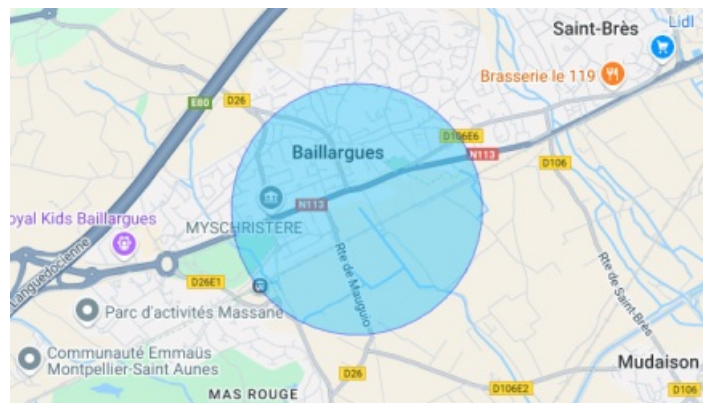 Saint-Brès
Lidl
Brasserie le 119
E80
D26
D106E6
Baillargues
N113
D106
N113
oyal Kids Baillargues
MYSCHRISTERE
Languedocienne
D26E1
Rte de Mauguio
Rte de Saint-Brès
Parc d'activités Massane
Communauté Emmaüs
Montpellier-Saint Aunes
Mudaison
D26
D106E2
D106
MAS ROUGE